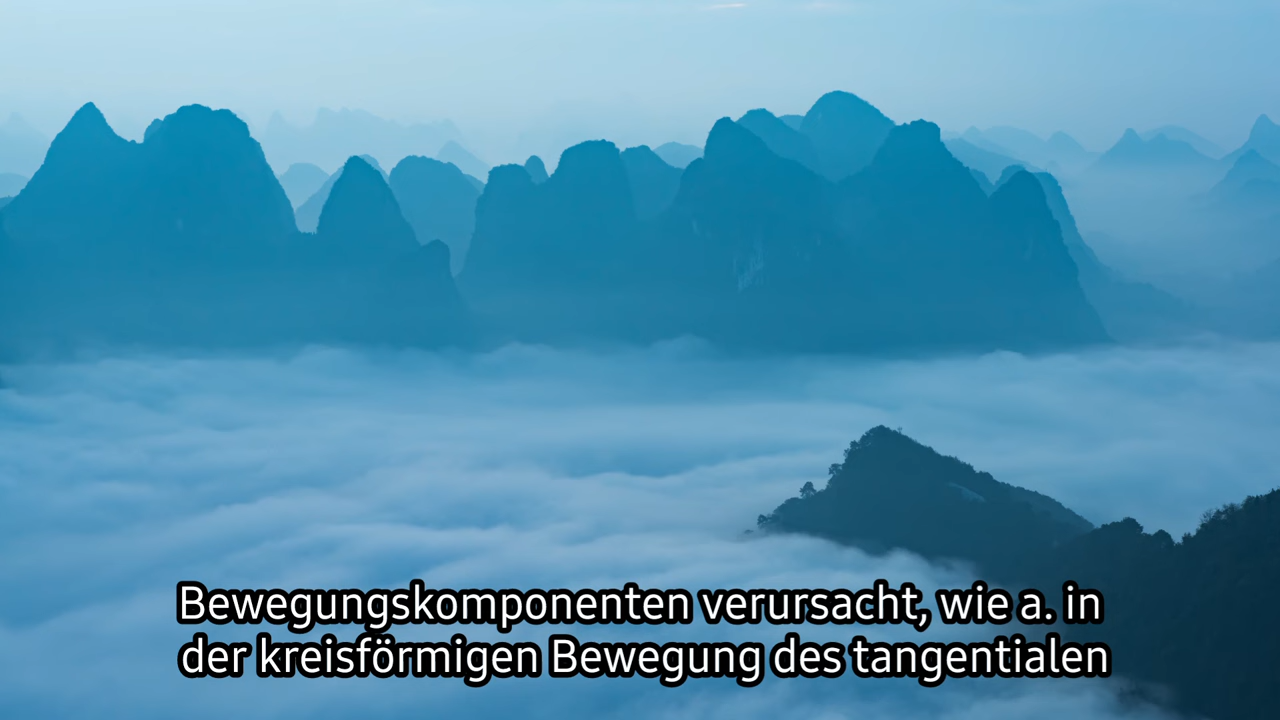 Bewegungskomponenten verursacht, wie a. in
der kreisförmigen Bewegung des tangentialen